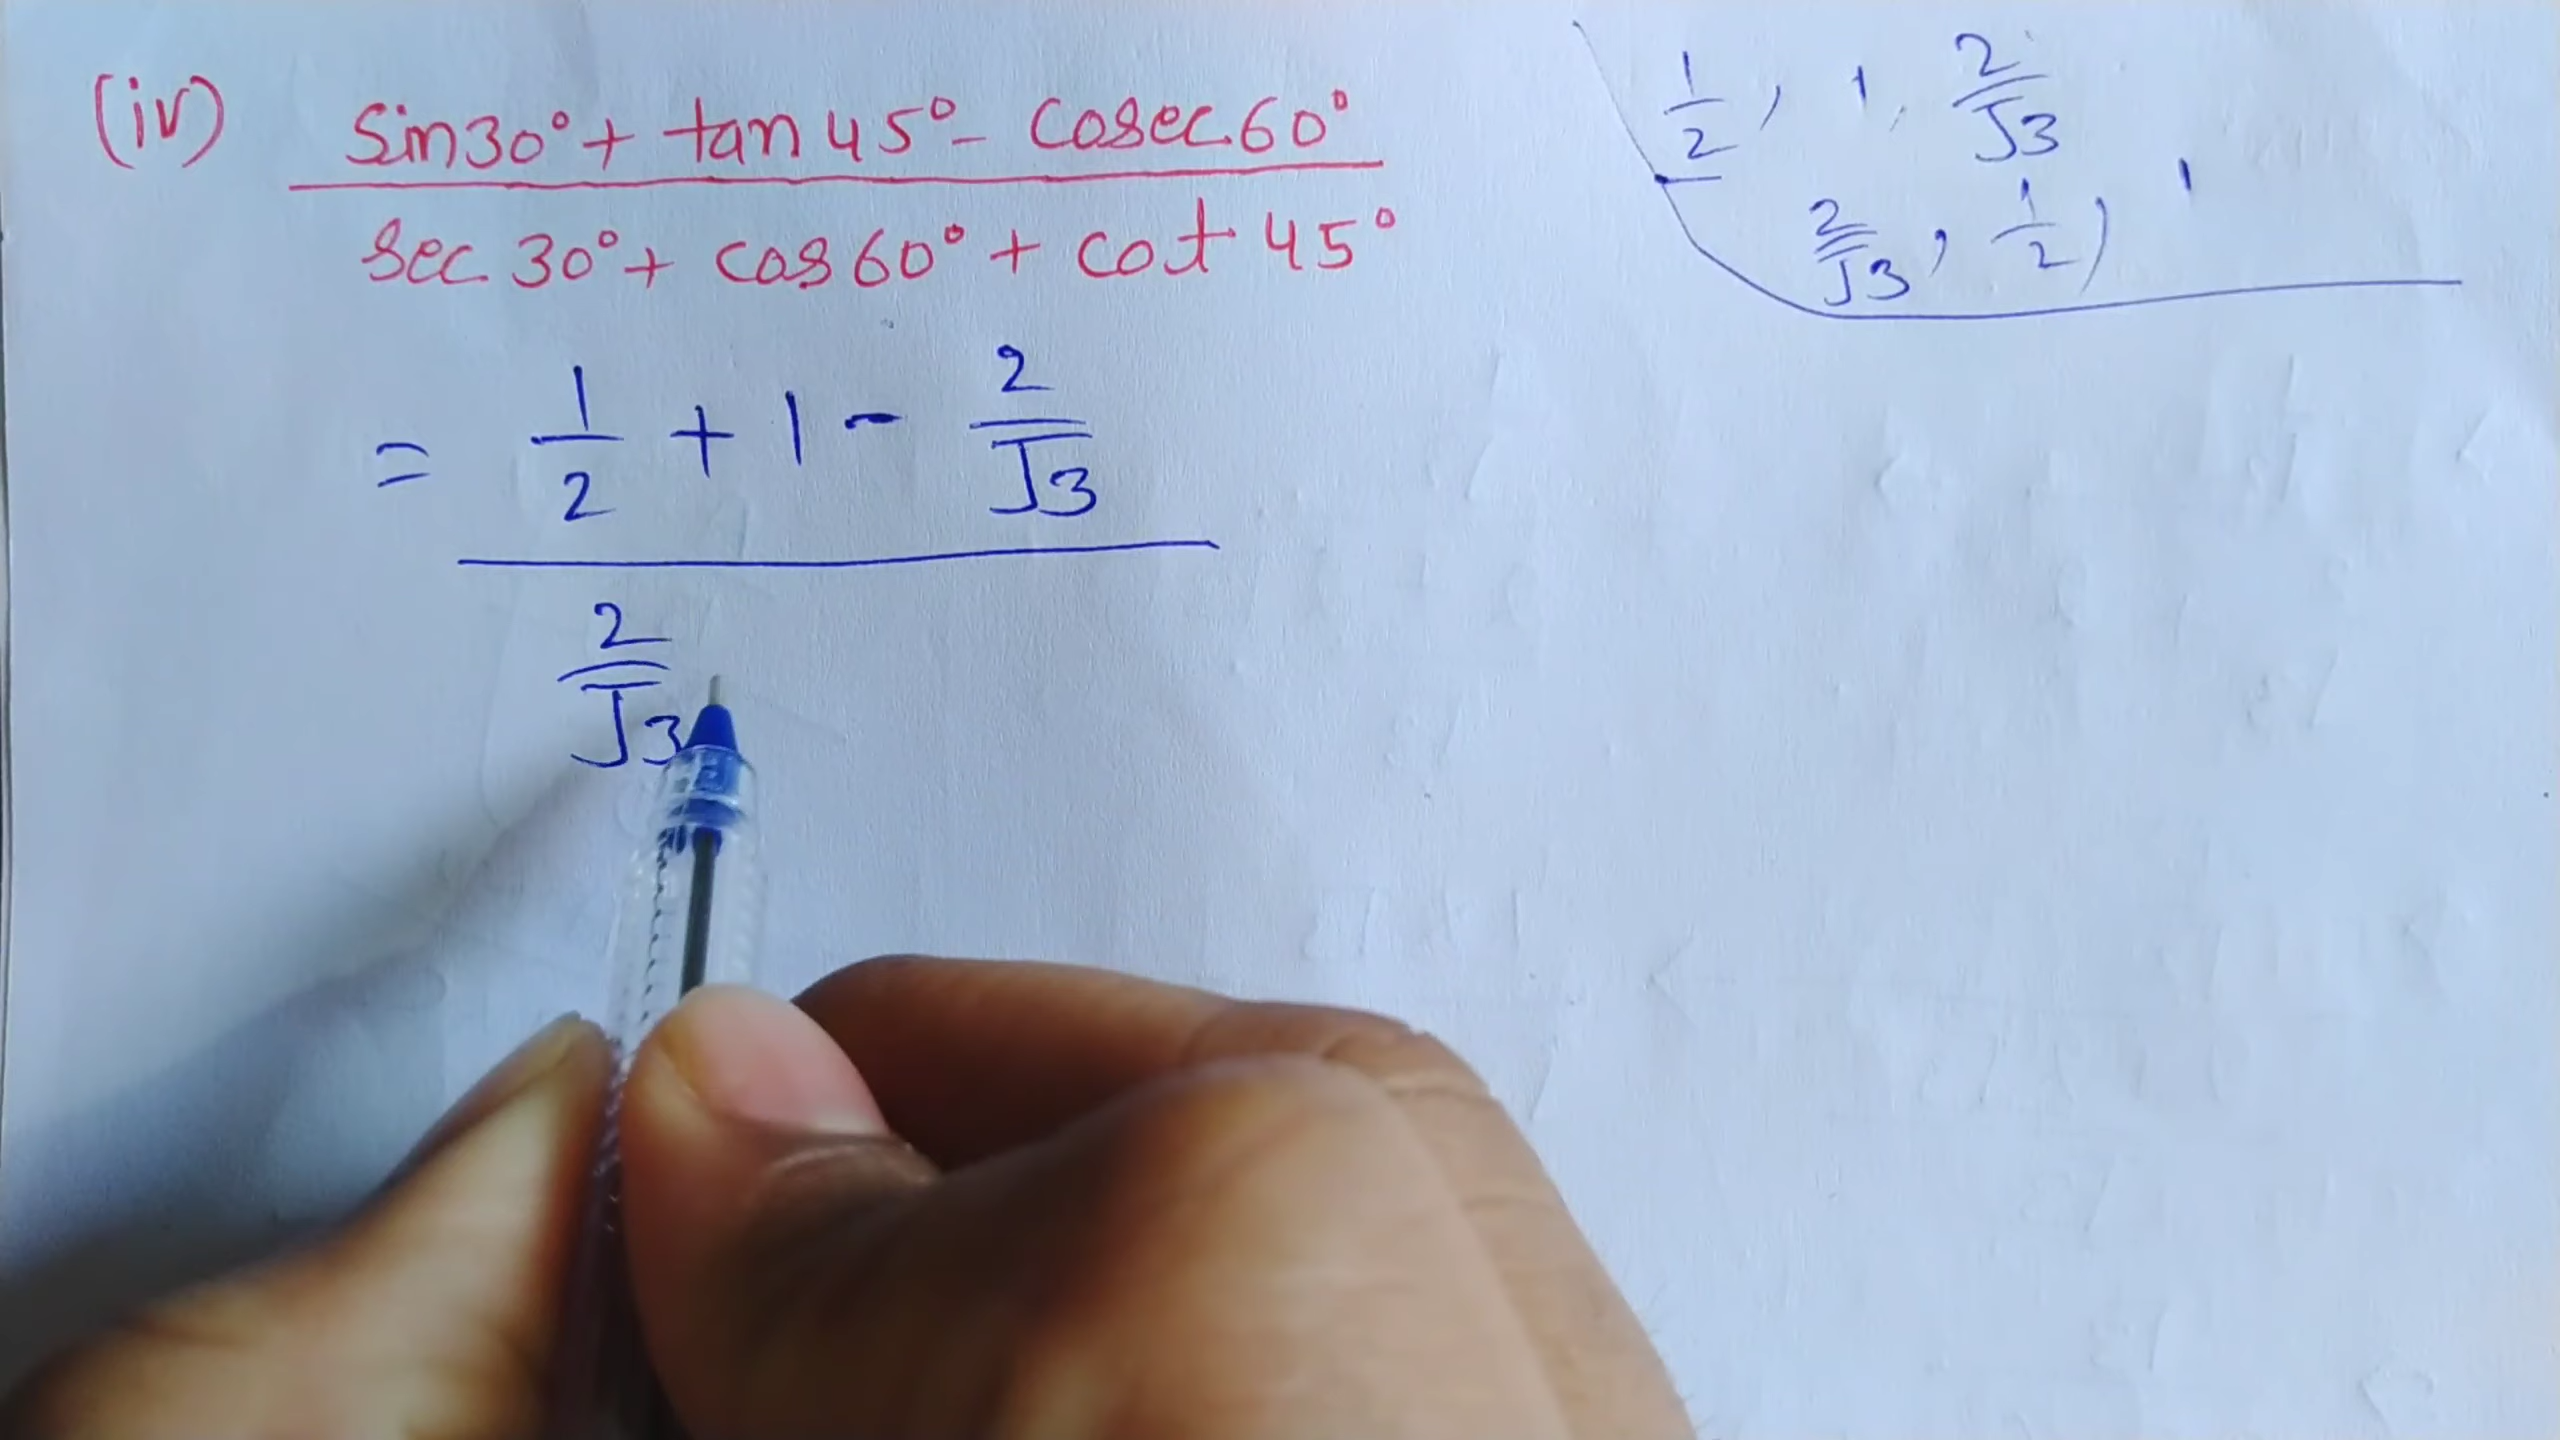 (iv) sin30° + tan45° - cosec60°
sec30° + cos60° + cot45°
1/2, 1, 2/√3
2/√3, 1/2, 1
= 1/2 + 1 - 2/√3
2/√3